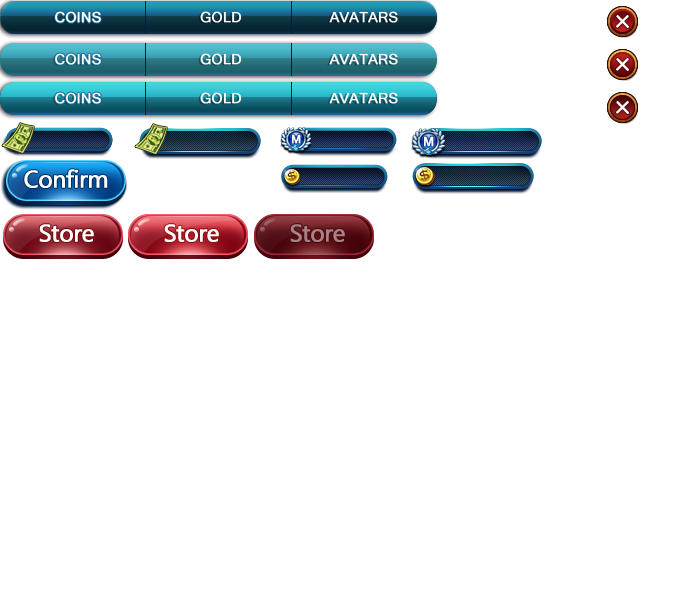 COINS GOLD AVATARS
COINS GOLD AVATARS
COINS GOLD AVATARS
M M
Confirm $ $
Store Store Store